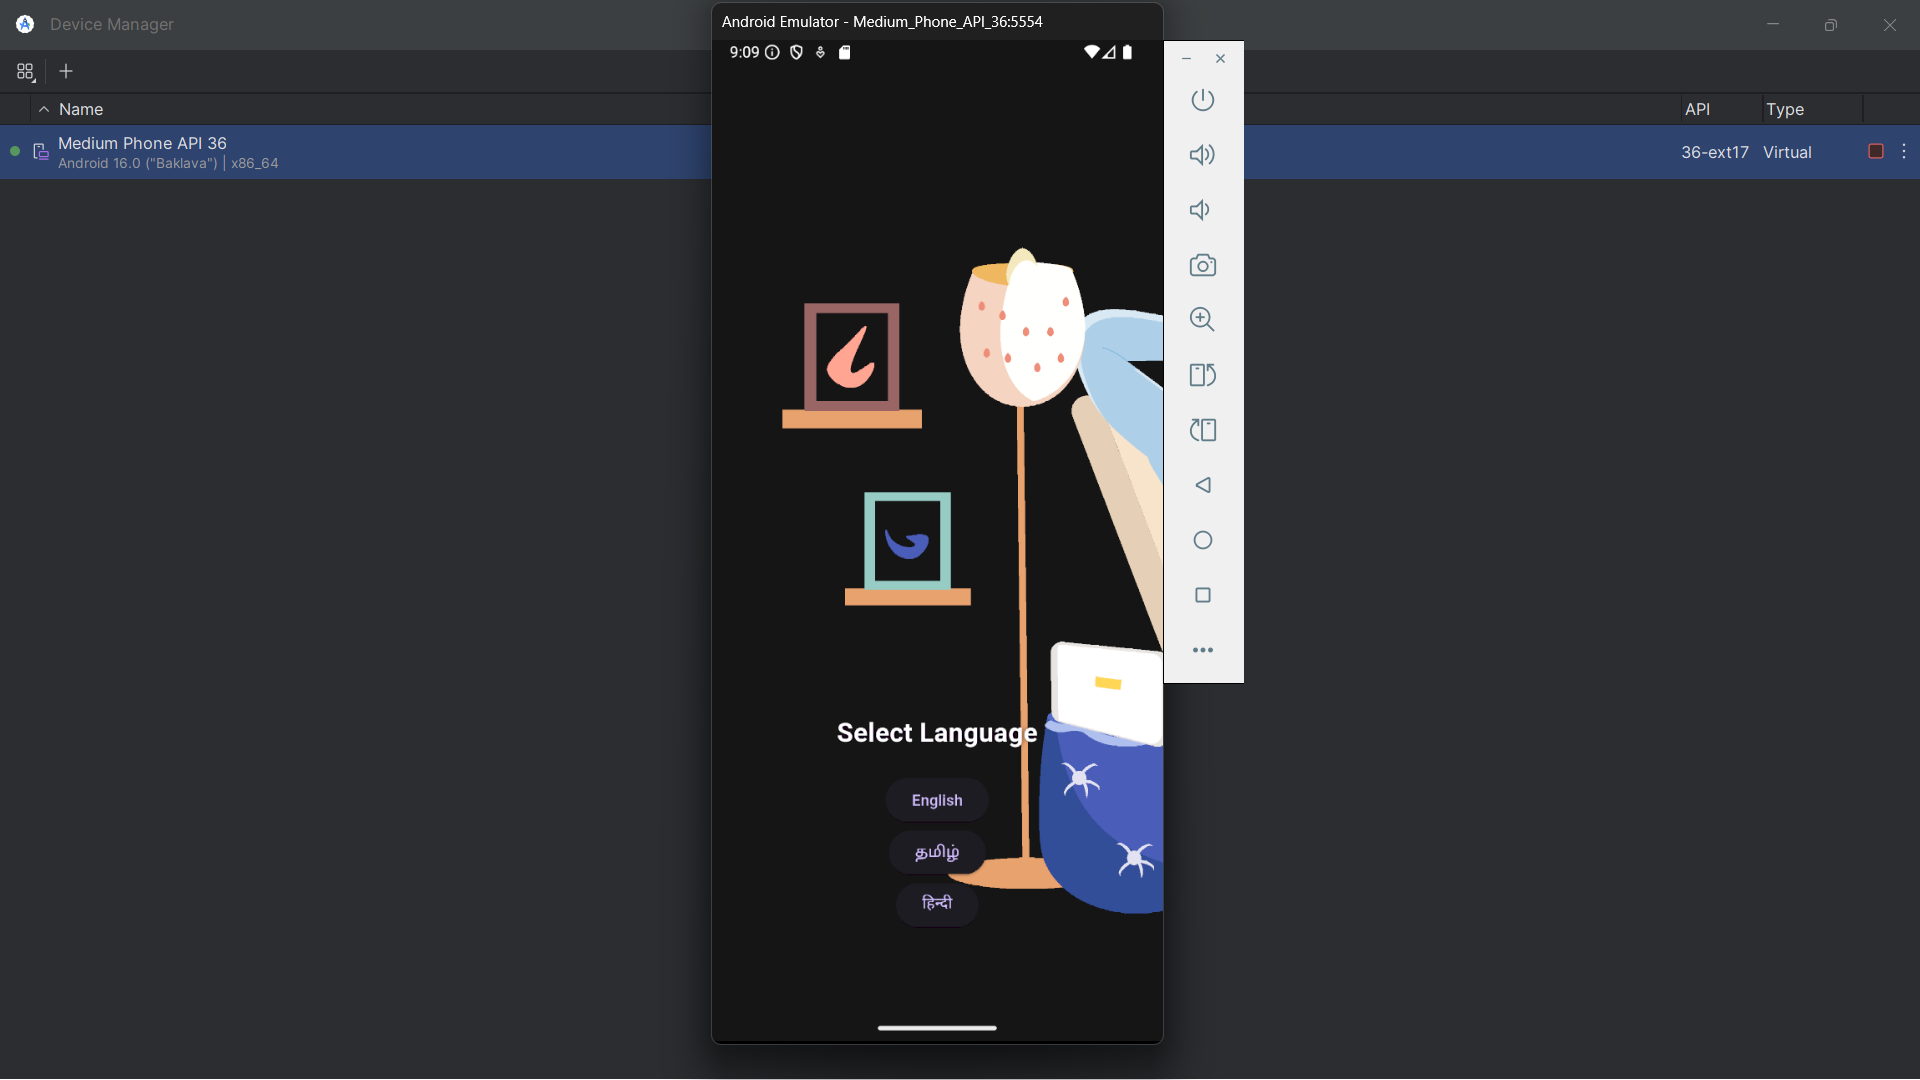 Device Manager
Android Emulator - Medium_Phone_API_36:5554
9:09
Name
API
Type
Medium Phone API 36
Android 16.0 ("Baklava") | x86_64
36-ext17
Virtual
Select Language
English
தமிழ்
हिन्दी